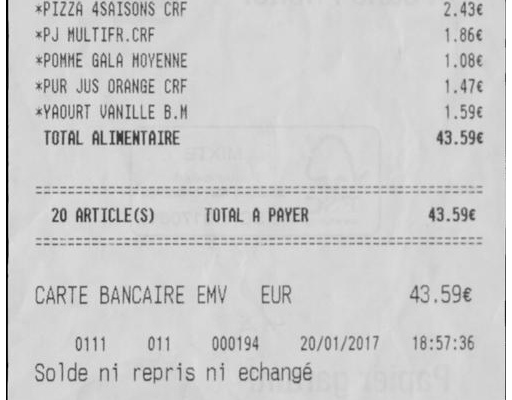 *PIZZA 4SAISONS CRF 2.43€
*PJ MULTIFR.CRF 1.86€
*POMME GALA MOYENNE 1.08€
*PUR JUS ORANGE CRF 1.47€
*YAOURT VANILLE B.M 1.59€
TOTAL ALIMENTAIRE 43.59€
==========================================
20 ARTICLE(S) TOTAL A PAYER 43.59€
==========================================
CARTE BANCAIRE EMV EUR 43.59€
0111 011 000194 20/01/2017 18:57:36
Solde ni repris ni echangé